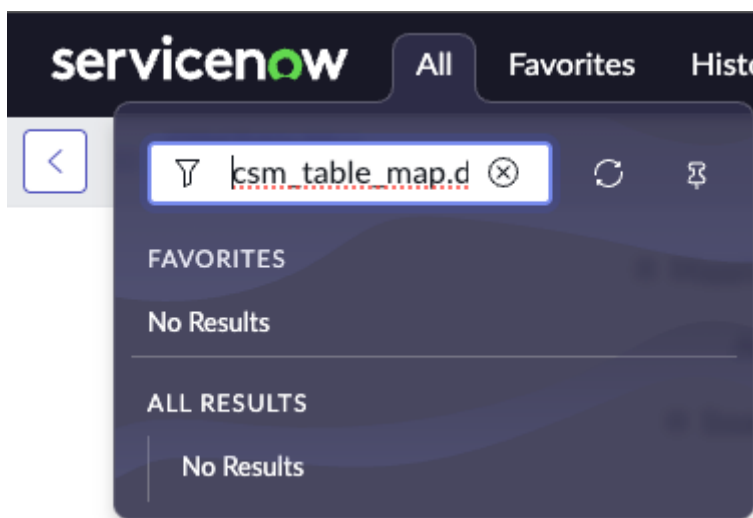 servicenow All Favorites Histo
csm_table_map.d
FAVORITES
No Results
ALL RESULTS
No Results